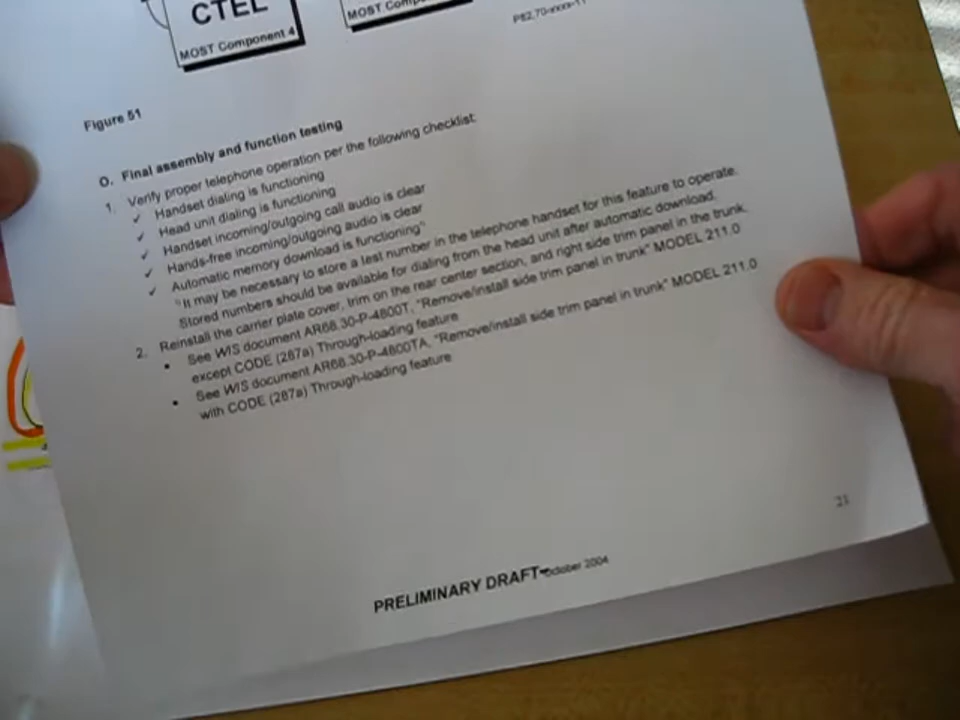 CTEL
MOST Component 4
MOST Comp
P82.70-xxxx-11
Figure 51
O. Final assembly and function testing
1. Verify proper telephone operation per the following checklist:
✓ Handset dialing is functioning
✓ Head unit dialing is functioning
✓ Handset incoming/outgoing call audio is clear
✓ Hands-free incoming/outgoing audio is clear
✓ Automatic memory download is functioning"
"It may be necessary to store a test number in the telephone handset for this feature to operate.
Stored numbers should be available for dialing from the head unit after automatic download.
2. Reinstall the carrier plate cover, trim on the rear center section, and right side trim panel in the trunk.
• See WIS document AR68.30-P-4800T, "Remove/install side trim panel in trunk" MODEL 211.0
except CODE (287a) Through-loading feature
• See WIS document AR68.30-P-4800TA, "Remove/install side trim panel in trunk" MODEL 211.0
with CODE (287a) Through-loading feature
21
PRELIMINARY DRAFT-October 2004